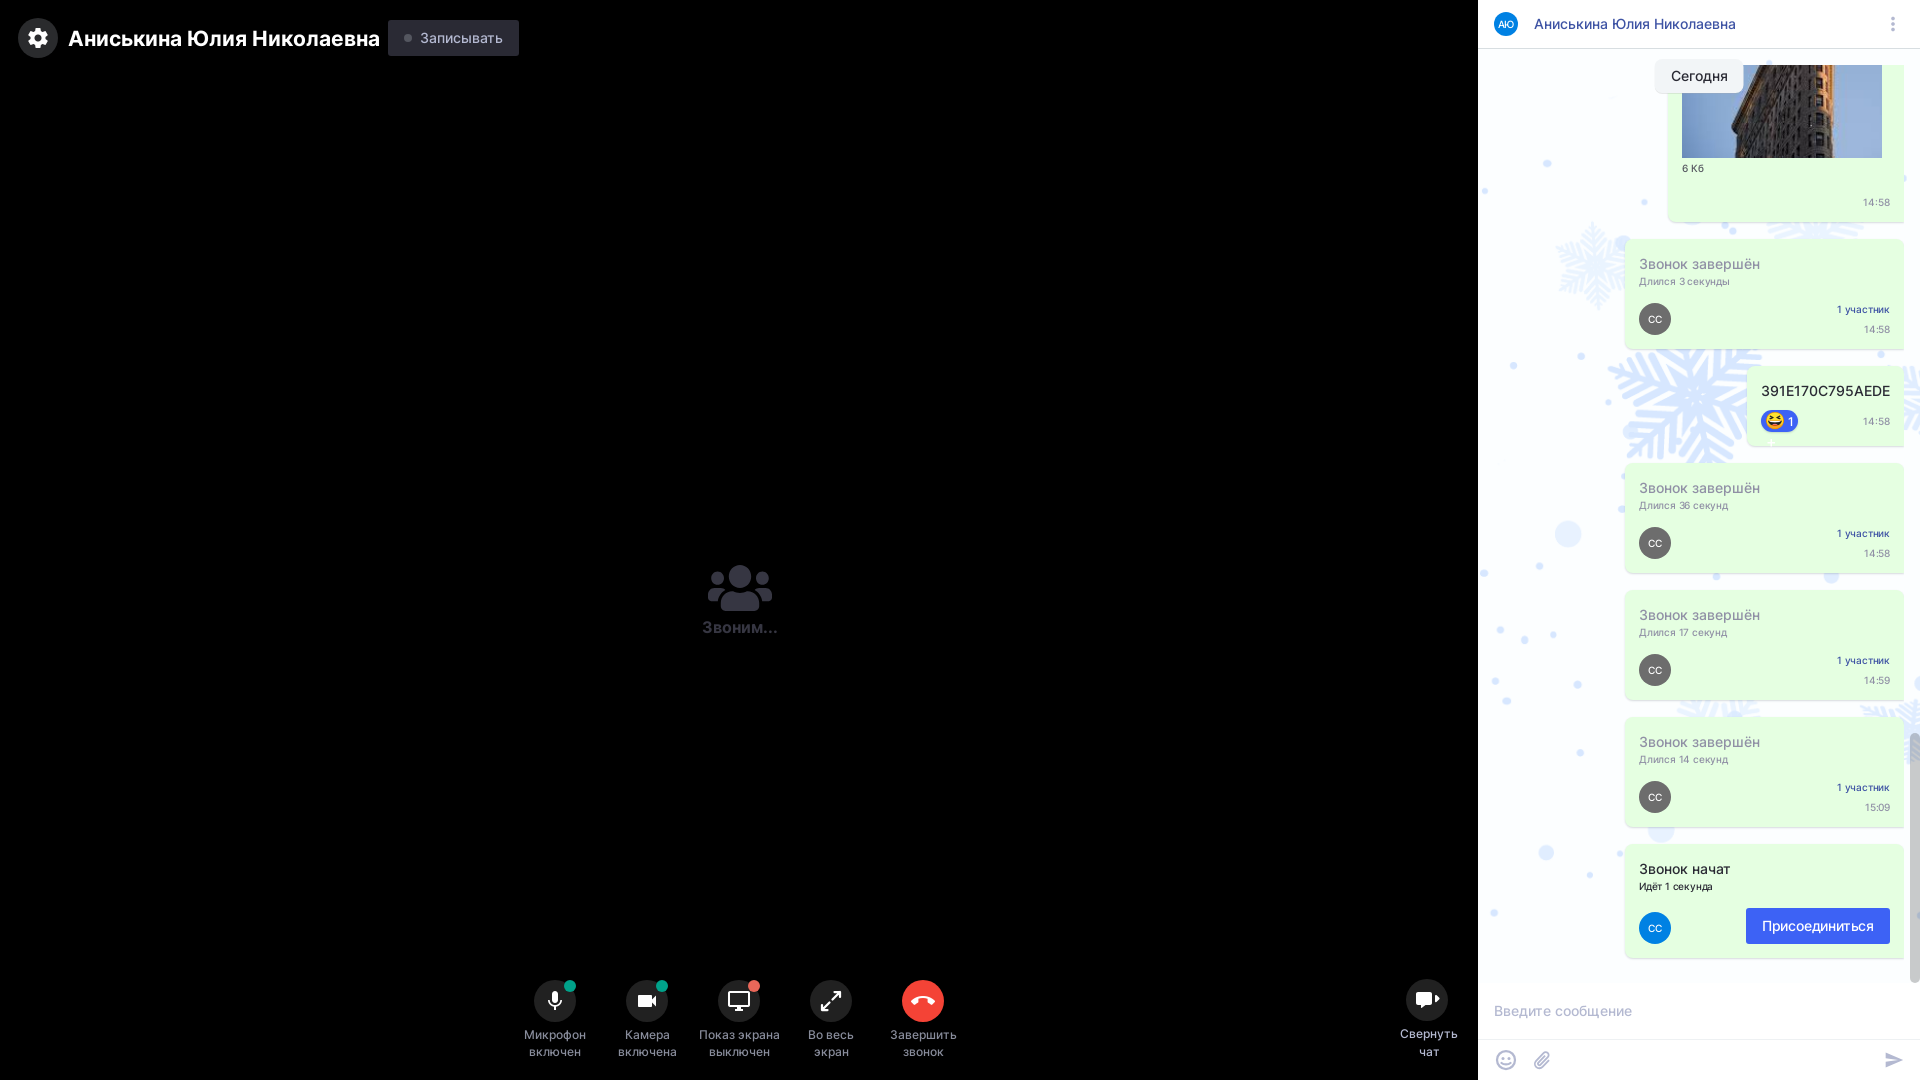 Аниськина Юлия Николаевна
Записывать
Звоним...
Микрофон
включен
Камера
включена
Показ экрана
выключен
Во весь
экран
Завершить
звонок
Свернуть
чат
АЮ
Аниськина Юлия Николаевна
Сегодня
6 Кб
14:58
Звонок завершён
Длился 3 секунды
СС
1 участник
14:58
391E170C795AEDE
1
14:58
Звонок завершён
Длился 36 секунд
СС
1 участник
14:58
Звонок завершён
Длился 17 секунд
СС
1 участник
14:59
Звонок завершён
Длился 14 секунд
СС
1 участник
15:09
Звонок начат
Идёт 1 секунда
СС
Присоединиться
Введите сообщение